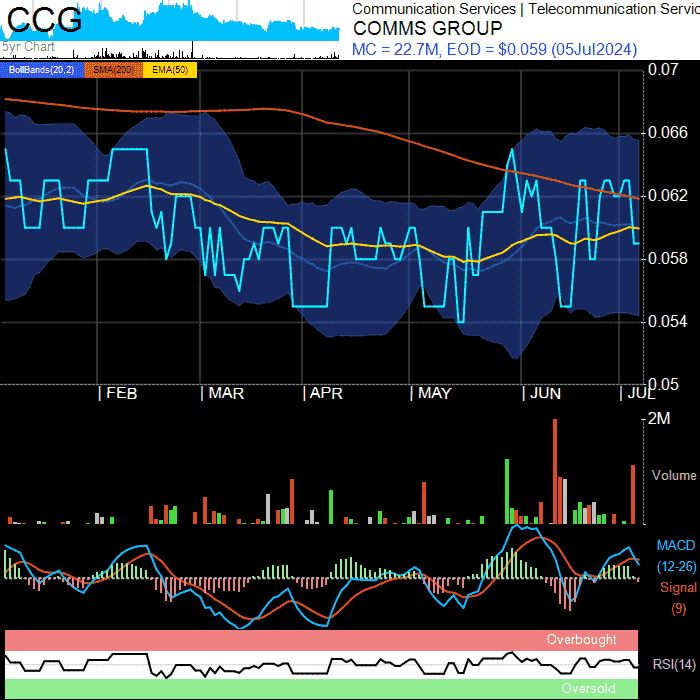 CCG
5yr Chart
Communication Services | Telecommunication Servic
COMMS GROUP
MC = 22.7M, EOD = $0.059 (05Jul2024)
BollBands(20,2) SMA(200) EMA(50)
0.07
0.066
0.062
0.058
0.054
0.05
| FEB | MAR | APR | MAY | JUN | JUL
2M
Volume
MACD
(12-26)
Signal
(9)
Overbought
RSI(14)
Oversold